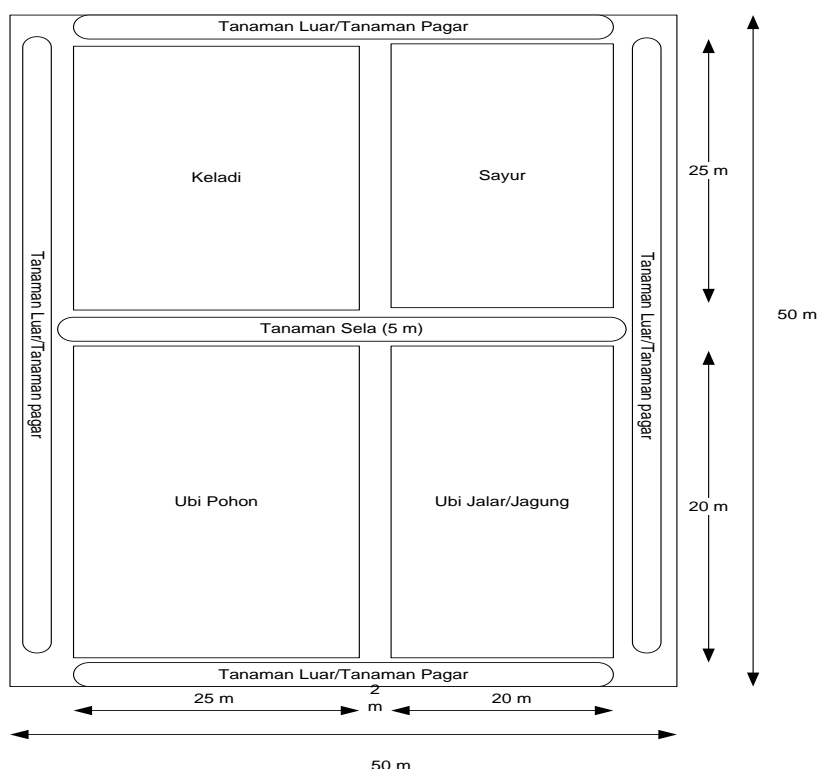 Tanaman Luar/Tanaman Pagar
Keladi
Sayur
25 m
Tanaman Luar/Tanaman pagar
Tanaman Luar/Tanaman pagar
50 m
Tanaman Sela (5 m)
Ubi Pohon
Ubi Jalar/Jagung
20 m
Tanaman Luar/Tanaman Pagar
25 m
2
m
20 m
50 m